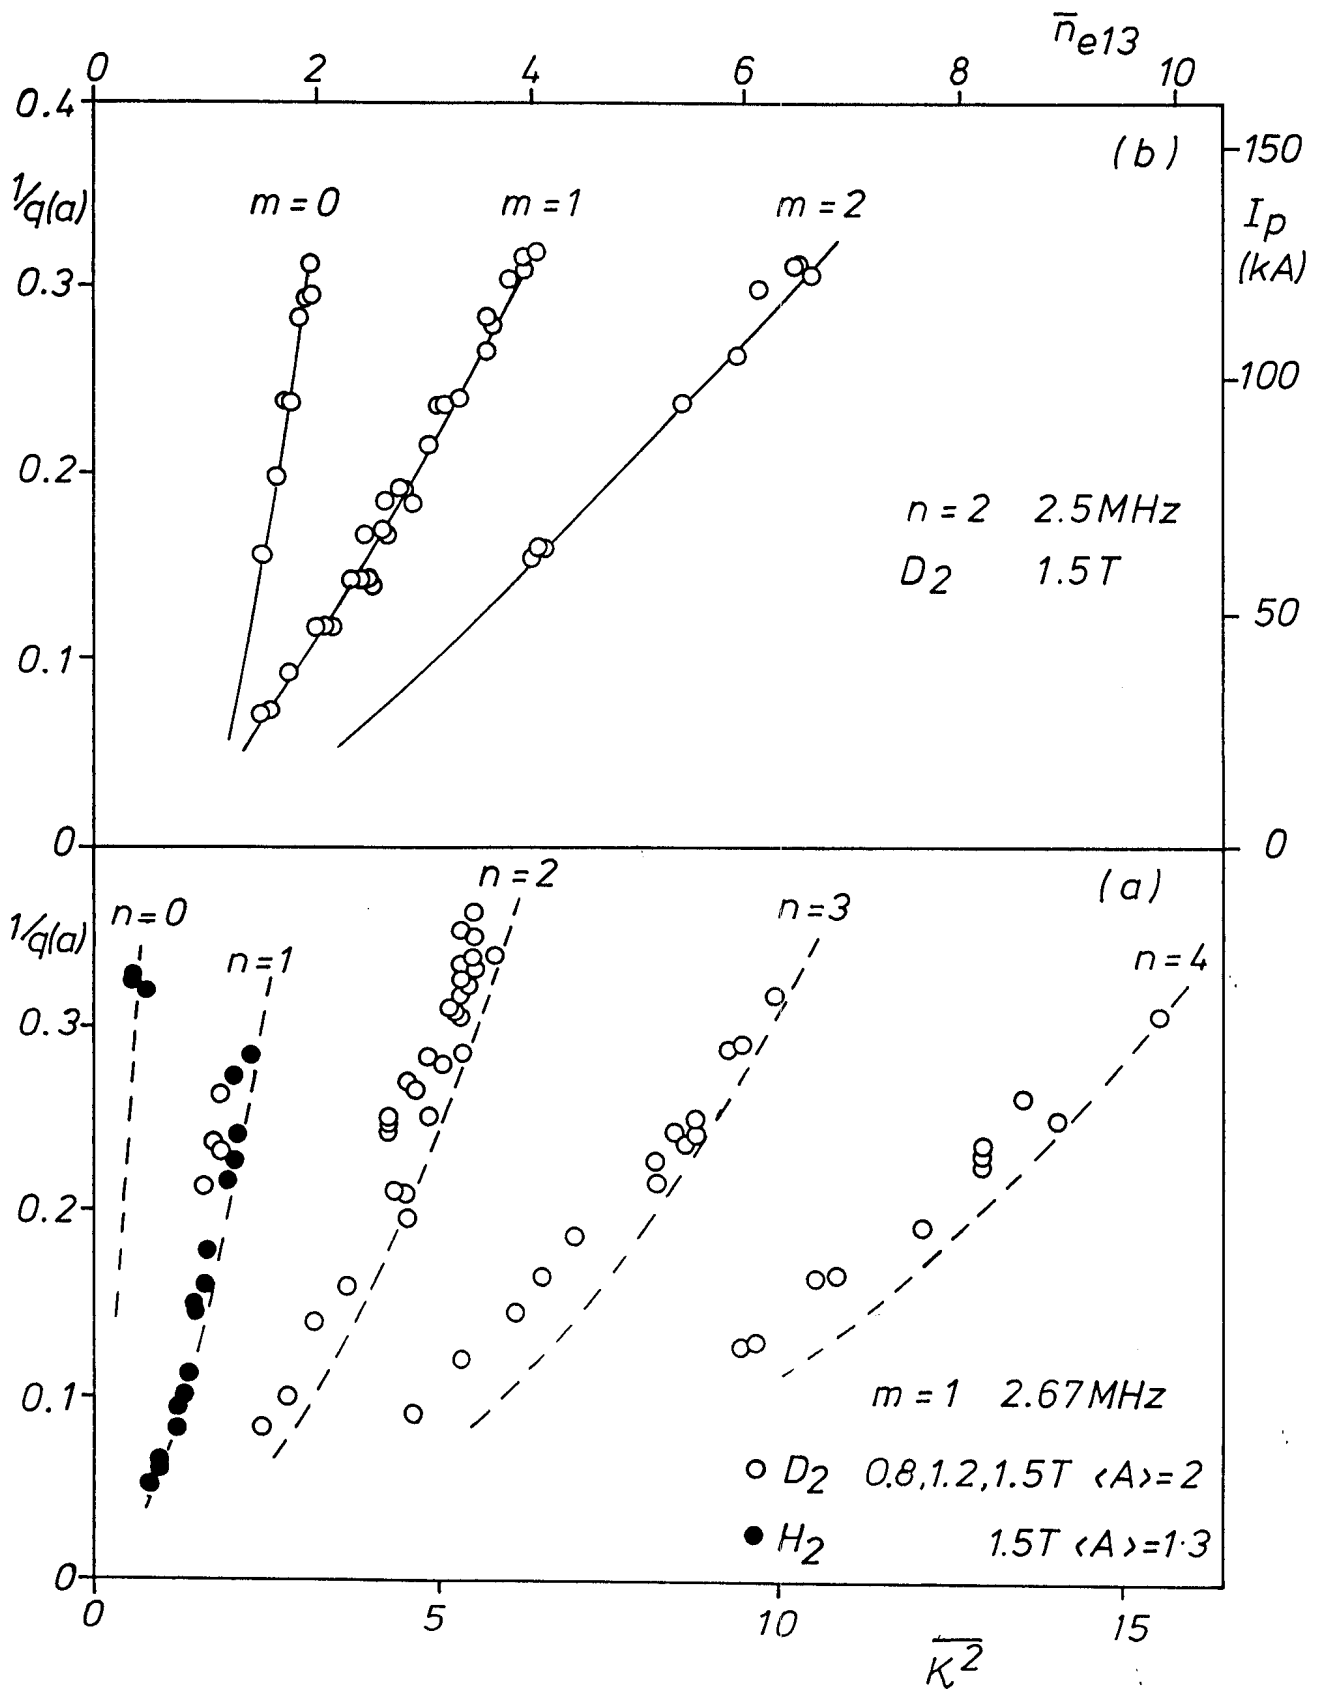 n̅e13
0 2 4 6 8 10
0.4
(b)
150
1/q(a)
m=0 m=1 m=2
Ip
(kA)
0.3
100
0.2
n=2 2.5MHz
D2 1.5T
50
0.1
0 0
n=2 (a)
n=0 n=3
1/q(a)
n=1 n=4
0.3
0.2
0.1
m=1 2.67MHz
D2 0.8,1.2,1.5T <A>=2
H2 1.5T <A>=1·3
0
0 5 10 15
K̅²